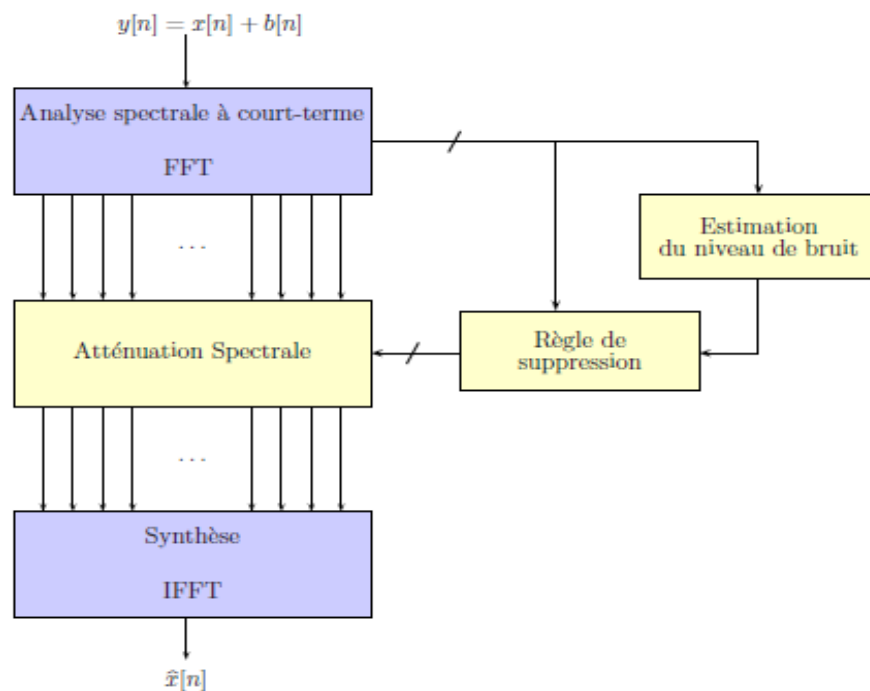 y[n] = x[n] + b[n]
Analyse spectrale à court-terme
FFT
...
Estimation
du niveau de bruit
Atténuation Spectrale
Règle de
suppression
...
Synthèse
IFFT
x̂[n]